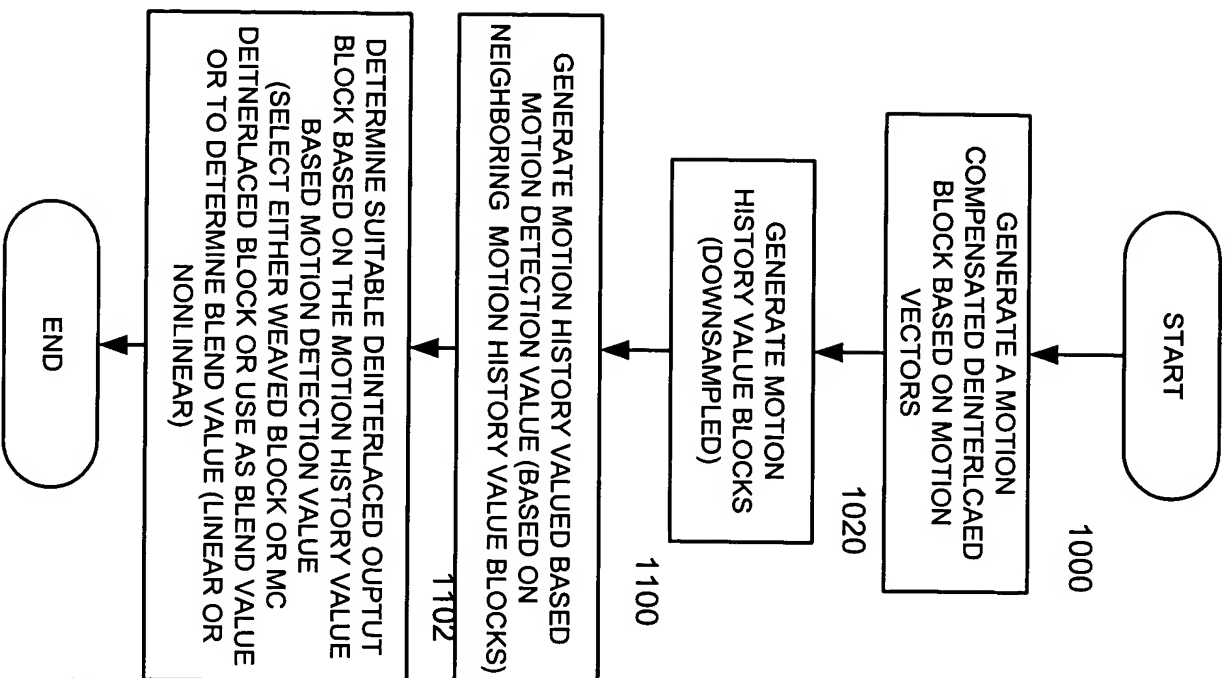 START
1000
GENERATE A MOTION
COMPENSATED DEINTERLCAED
BLOCK BASED ON MOTION
VECTORS
1020
GENERATE MOTION
HISTORY VALUE BLOCKS
(DOWNSAMPLED)
1100
GENERATE MOTION HISTORY VALUED BASED
MOTION DETECTION VALUE (BASED ON
NEIGHBORING MOTION HISTORY VALUE BLOCKS)
1102
DETERMINE SUITABLE DEINTERLACED OUPTUT
BLOCK BASED ON THE MOTION HISTORY VALUE
BASED MOTION DETECTION VALUE
(SELECT EITHER WEAVED BLOCK OR MC
DEITNERLACED BLOCK OR USE AS BLEND VALUE
OR TO DETERMINE BLEND VALUE (LINEAR OR
NONLINEAR)
END